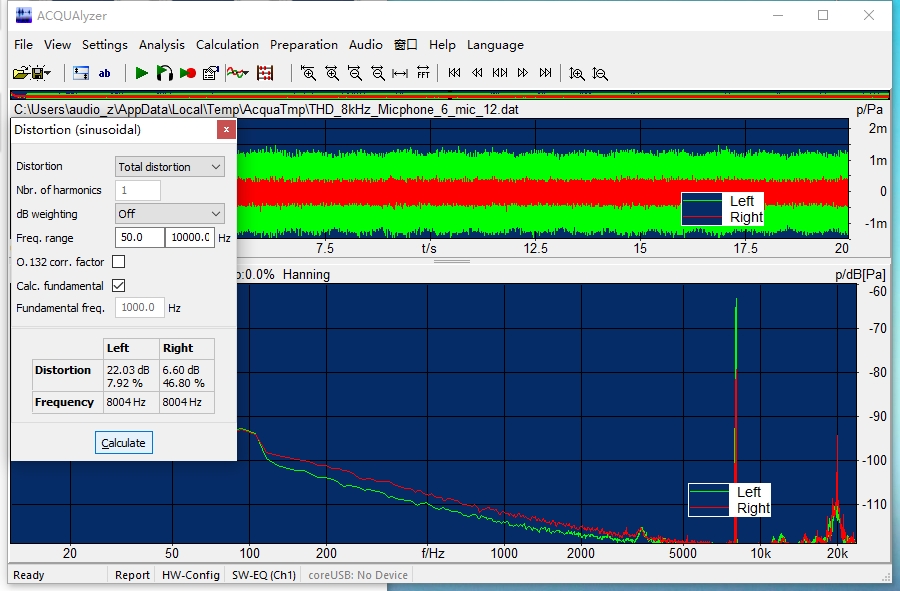 ACQUAlyzer
File View Settings Analysis Calculation Preparation Audio 窗口 Help Language
ab FFT
C:\Users\audio_z\AppData\Local\Temp\AcquaTmp\THD_8kHz_Micphone_6_mic_12.dat p/Pa
Distortion (sinusoidal) x
2m
1m
0
-1m
Left
Right
7.5 t/s 12.5 15 17.5 20
Distortion Total distortion
Nbr. of harmonics 1
dB weighting Off
Freq. range 50.0 10000.0 Hz
O.132 corr. factor
Calc. fundamental
Fundamental freq. 1000.0 Hz
Left Right
Distortion 22.03 dB 6.60 dB
7.92 % 46.80 %
Frequency 8004 Hz 8004 Hz
Calculate
:0.0% Hanning p/dB[Pa]
-60
-70
-80
-90
-100
-110
Left
Right
20 50 100 200 f/Hz 1000 2000 5000 10k 20k
Ready Report HW-Config SW-EQ (Ch1) coreUSB: No Device